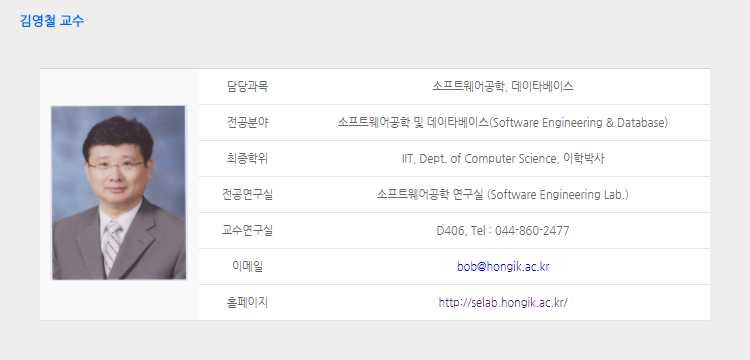 김영철 교수
담당과목 소프트웨어공학, 데이타베이스
전공분야 소프트웨어공학 및 데이타베이스(Software Engineering & Database)
최종학위 IIT, Dept. of Computer Science, 이학박사
전공연구실 소프트웨어공학 연구실 (Software Engineering Lab.)
교수연구실 D406, Tel : 044-860-2477
이메일 bob@hongik.ac.kr
홈페이지 http://selab.hongik.ac.kr/